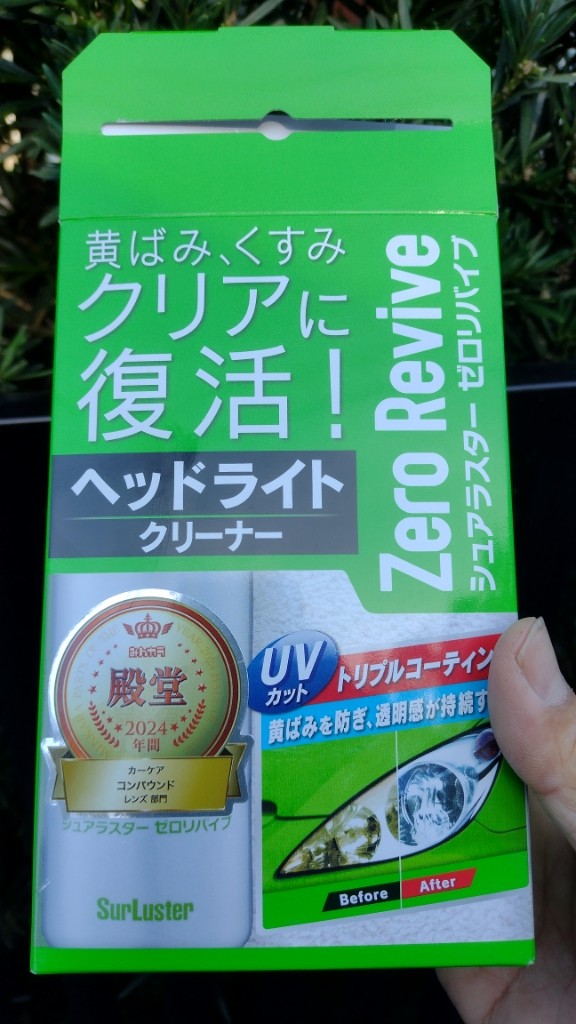 黄ばみ、くすみ
クリアに
復活！
ヘッドライト
クリーナー
Zero Revive
シュアラスター ゼロリバイブ
みんカラ
殿堂
2024
年間
カーケア
コンパウンド
レンズ 部門
シュアラスター ゼロリバイブ
SurLuster
UV
カット
トリプルコーティン
黄ばみを防ぎ、透明感が持続す
Before
After